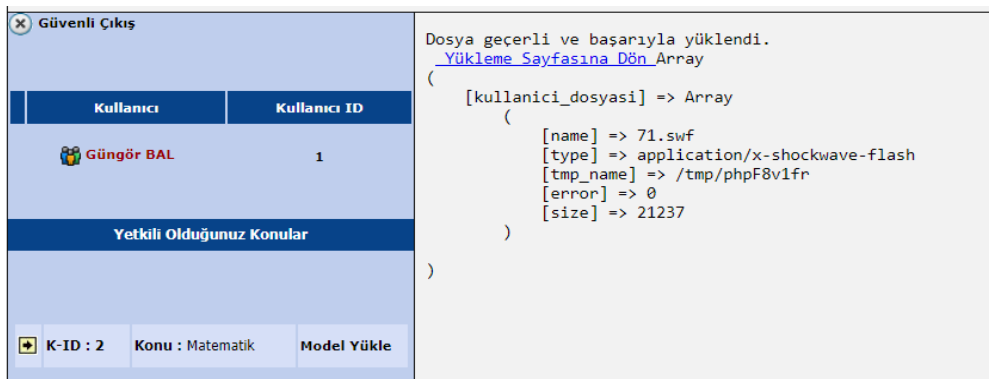 Güvenli Çıkış
Kullanıcı Kullanıcı ID
Güngör BAL 1
Yetkili Olduğunuz Konular
K-ID : 2 Konu : Matematik Model Yükle
Dosya geçerli ve başarıyla yüklendi.
Yükleme Sayfasına Dön Array
(
[kullanici_dosyasi] => Array
(
[name] => 71.swf
[type] => application/x-shockwave-flash
[tmp_name] => /tmp/phpF8v1fr
[error] => 0
[size] => 21237
)
)